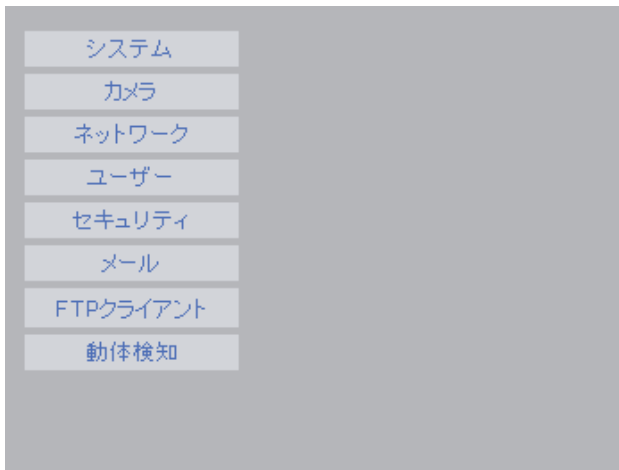 システム
カメラ
ネットワーク
ユーザー
セキュリティ
メール
FTPクライアント
動体検知